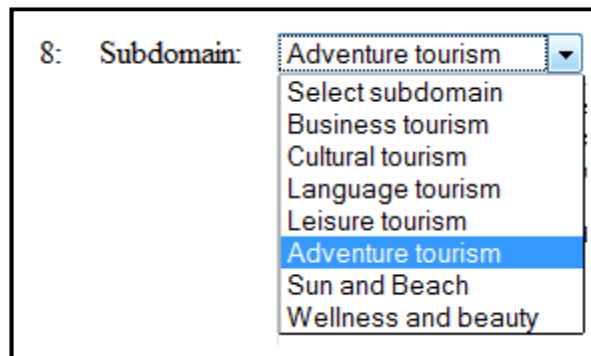 8: Subdomain: Adventure tourism
Select subdomain
Business tourism
Cultural tourism
Language tourism
Leisure tourism
Adventure tourism
Sun and Beach
Wellness and beauty